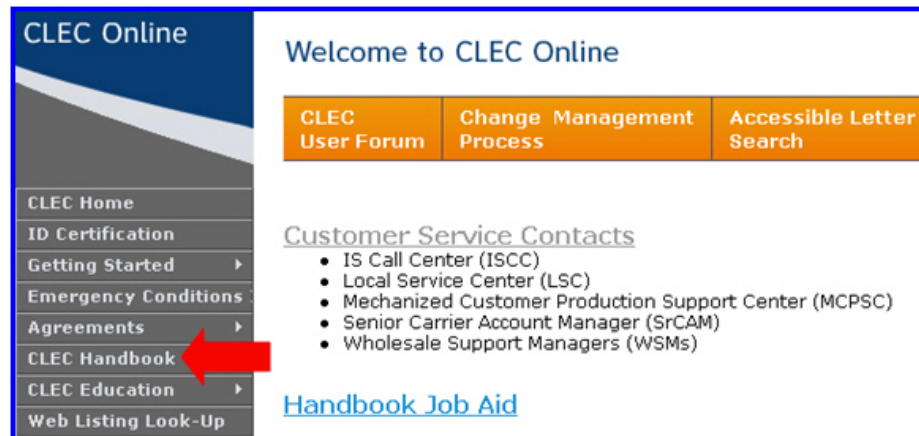 CLEC Online
Welcome to CLEC Online
CLEC
User Forum
Change Management
Process
Accessible Letter
Search
CLEC Home
ID Certification
Getting Started
Emergency Conditions
Agreements
CLEC Handbook
CLEC Education
Web Listing Look-Up
Customer Service Contacts
• IS Call Center (ISCC)
• Local Service Center (LSC)
• Mechanized Customer Production Support Center (MCPSC)
• Senior Carrier Account Manager (SrCAM)
• Wholesale Support Managers (WSMs)
Handbook Job Aid